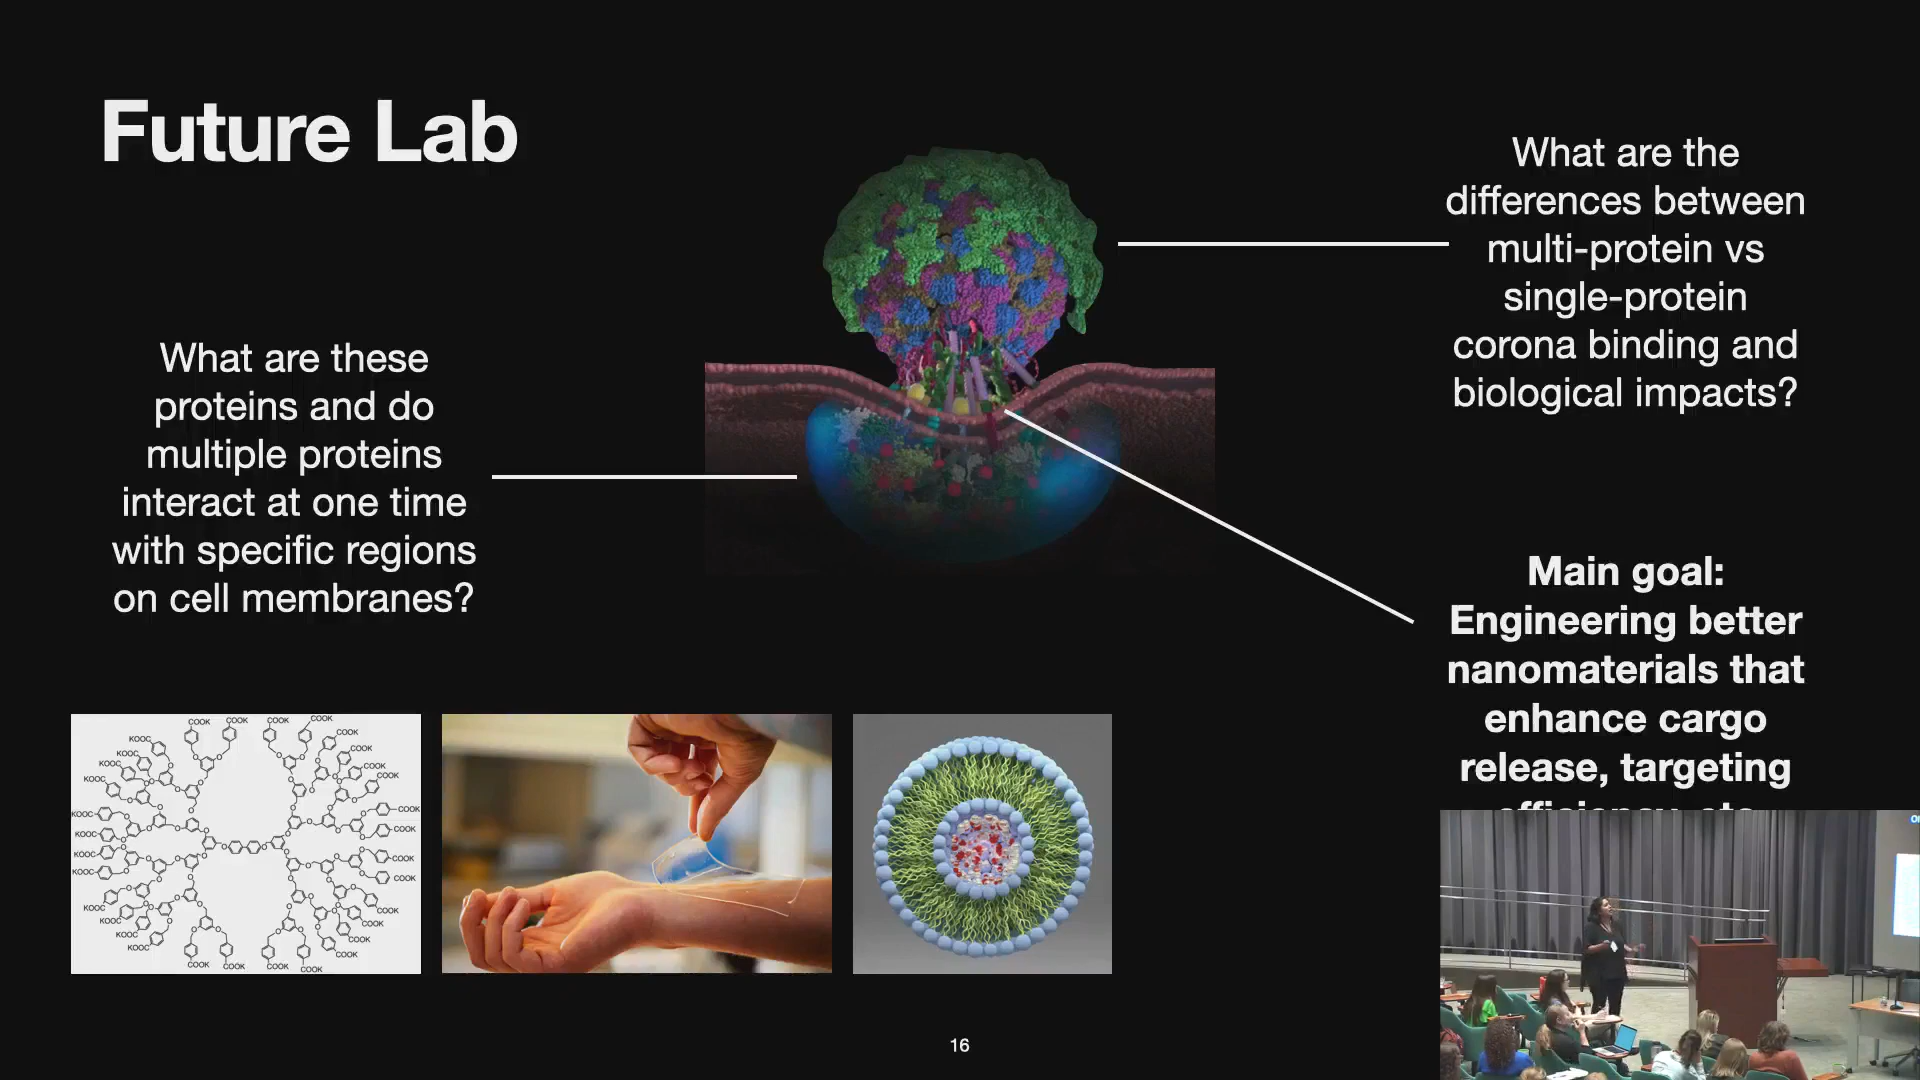 Future Lab
What are the
differences between
multi-protein vs
single-protein
corona binding and
biological impacts?
What are these
proteins and do
multiple proteins
interact at one time
with specific regions
on cell membranes?
Main goal:
Engineering better
nanomaterials that
enhance cargo
release, targeting
16